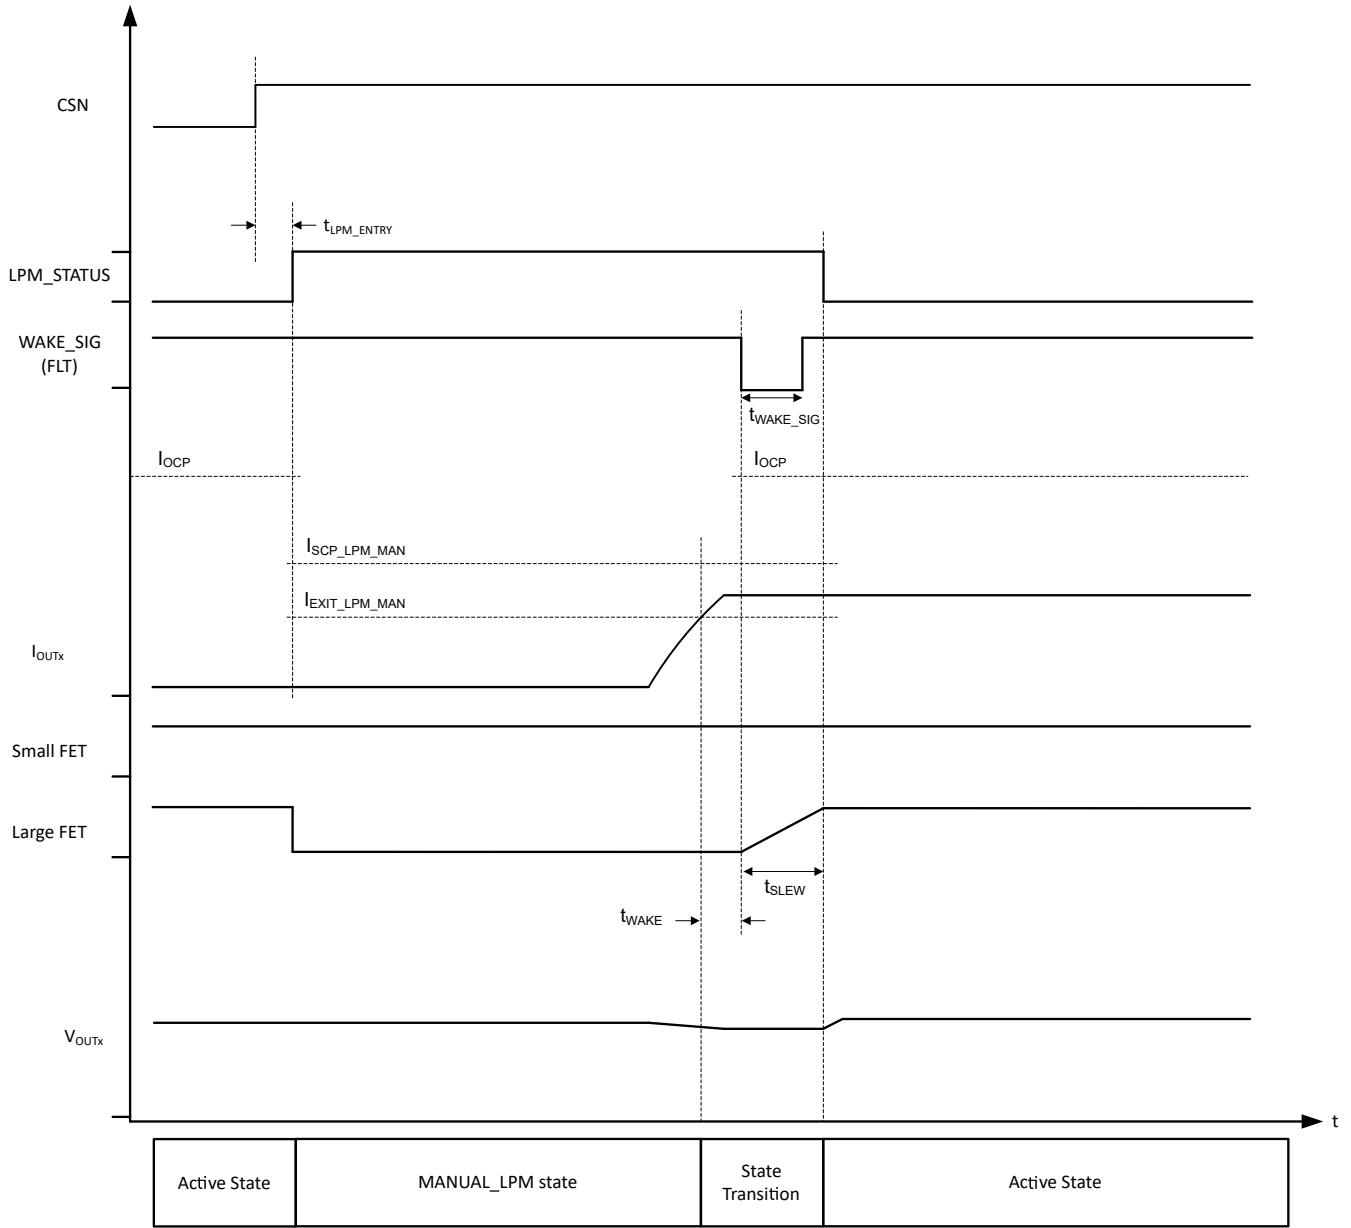 CSN
tLPM_ENTRY
LPM_STATUS
WAKE_SIG
(FLT)
tWAKE_SIG
IOCP
IOCP
ISCP_LPM_MAN
IEXIT_LPM_MAN
IOUTx
Small FET
Large FET
tSLEW
tWAKE
VOUTx
t
Active State
MANUAL_LPM state
State
Transition
Active State